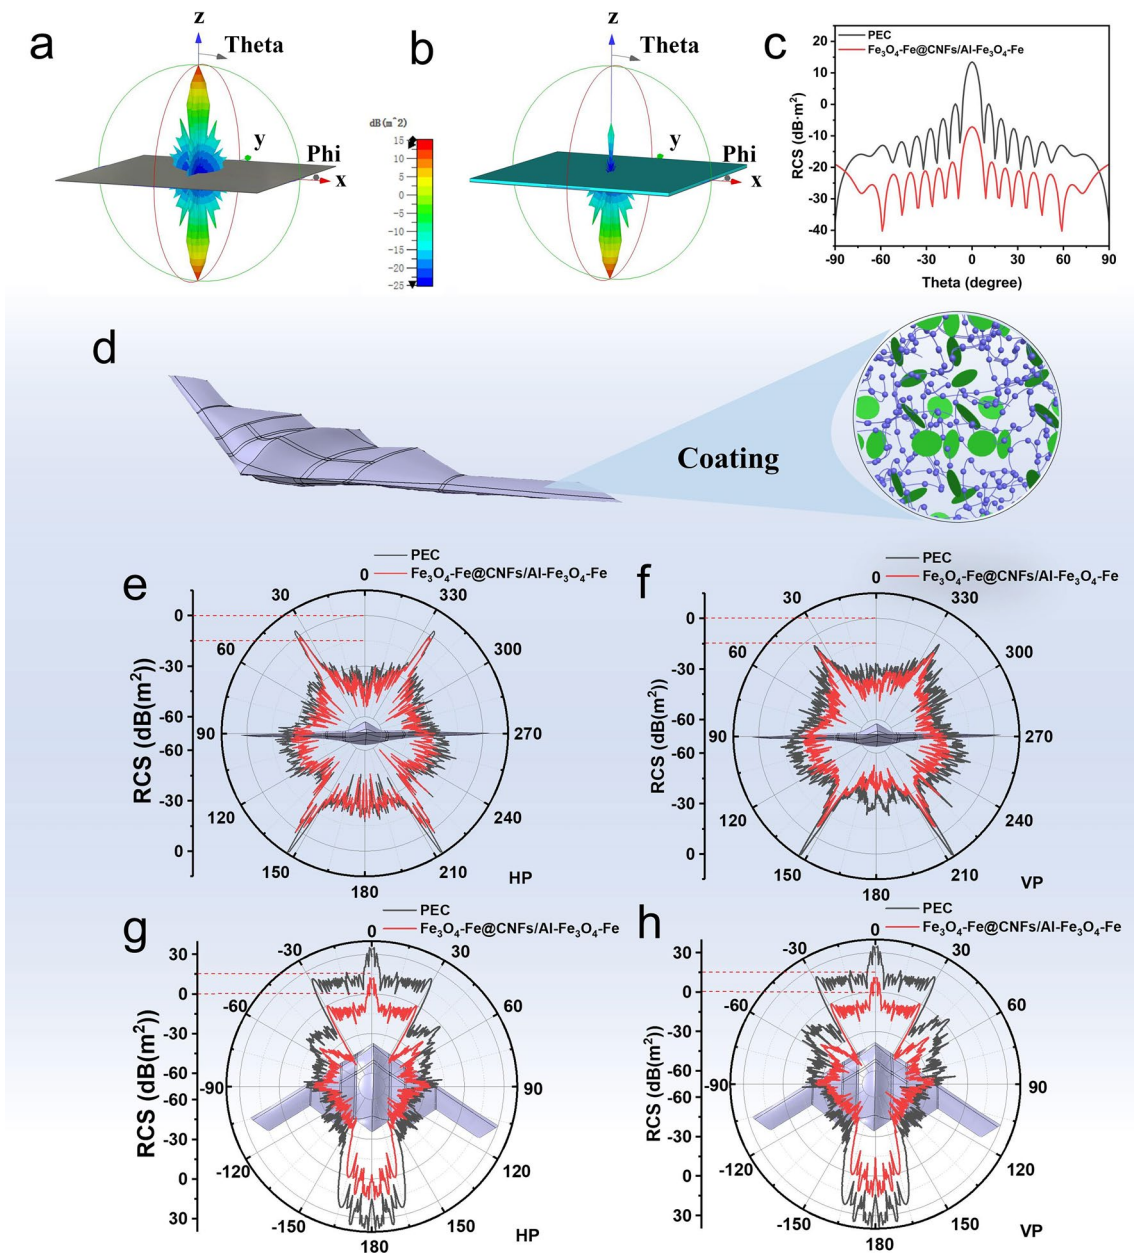 a
z
Theta
y
Phi
x
dB(m^2)
15
10
5
0
-5
-10
-15
-20
-25
b
z
Theta
y
Phi
x
c
PEC
Fe₃O₄-Fe@CNFs/Al-Fe₃O₄-Fe
RCS (dB·m²)
20
10
0
-10
-20
-30
-40
-90
-60
-30
0
30
60
90
Theta (degree)
d
Coating
e
PEC
Fe₃O₄-Fe@CNFs/Al-Fe₃O₄-Fe
RCS (dB(m²))
0
-30
-60
-60
-30
0
0
330
300
270
240
210
180
150
120
90
60
30
HP
f
PEC
Fe₃O₄-Fe@CNFs/Al-Fe₃O₄-Fe
RCS (dB(m²))
0
-30
-60
-60
-30
0
0
330
300
270
240
210
180
150
120
90
60
30
VP
g
PEC
Fe₃O₄-Fe@CNFs/Al-Fe₃O₄-Fe
RCS (dB(m²))
30
0
-30
-60
-60
-30
0
30
0
30
60
90
120
150
180
-150
-120
-90
-60
-30
HP
h
PEC
Fe₃O₄-Fe@CNFs/Al-Fe₃O₄-Fe
RCS (dB(m²))
30
0
-30
-60
-60
-30
0
30
0
30
60
90
120
150
180
-150
-120
-90
-60
-30
VP